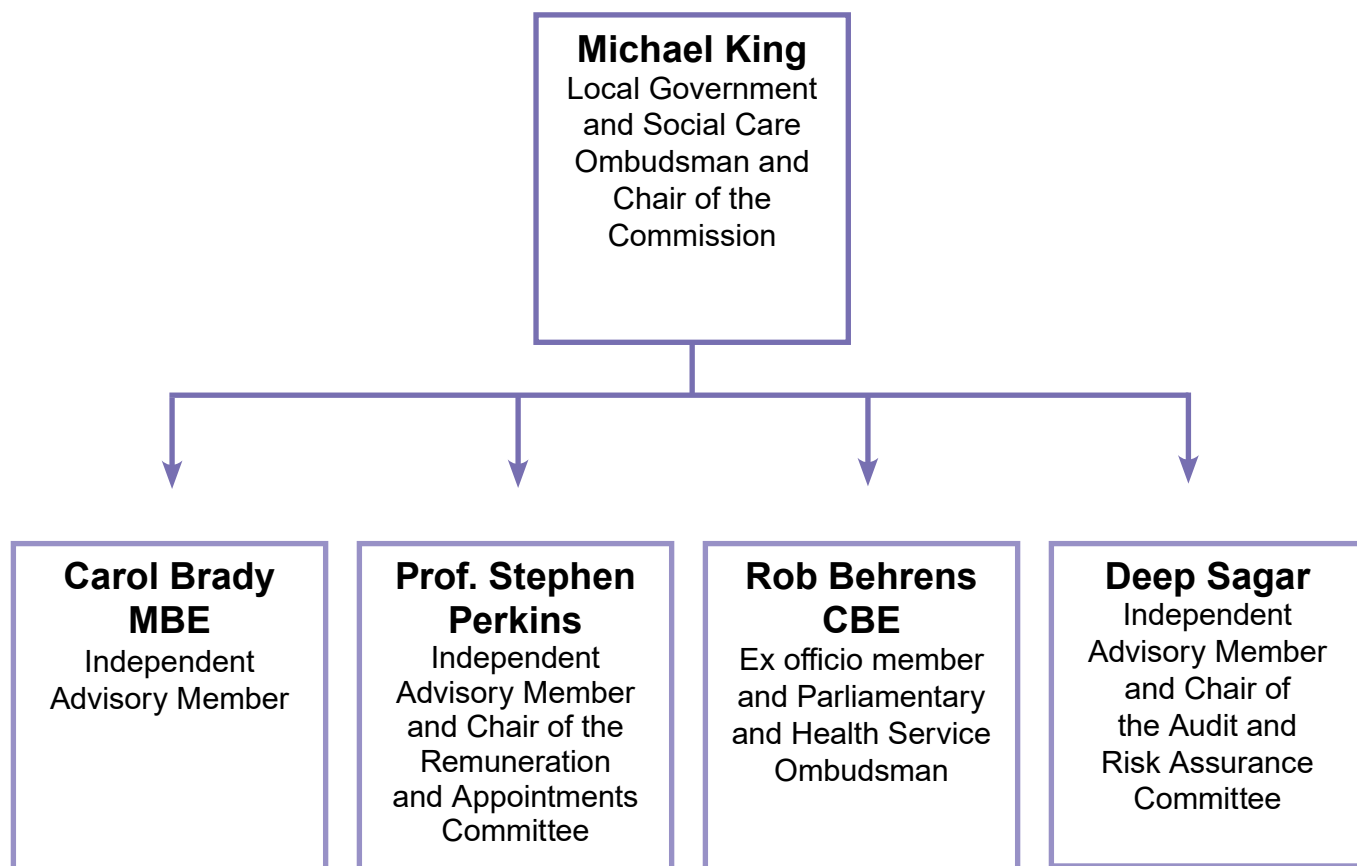 Michael King
Local Government
and Social Care
Ombudsman and
Chair of the
Commission
Carol Brady
MBE
Independent
Advisory Member
Prof. Stephen
Perkins
Independent
Advisory Member
and Chair of the
Remuneration
and Appointments
Committee
Rob Behrens
CBE
Ex officio member
and Parliamentary
and Health Service
Ombudsman
Deep Sagar
Independent
Advisory Member
and Chair of
the Audit and
Risk Assurance
Committee